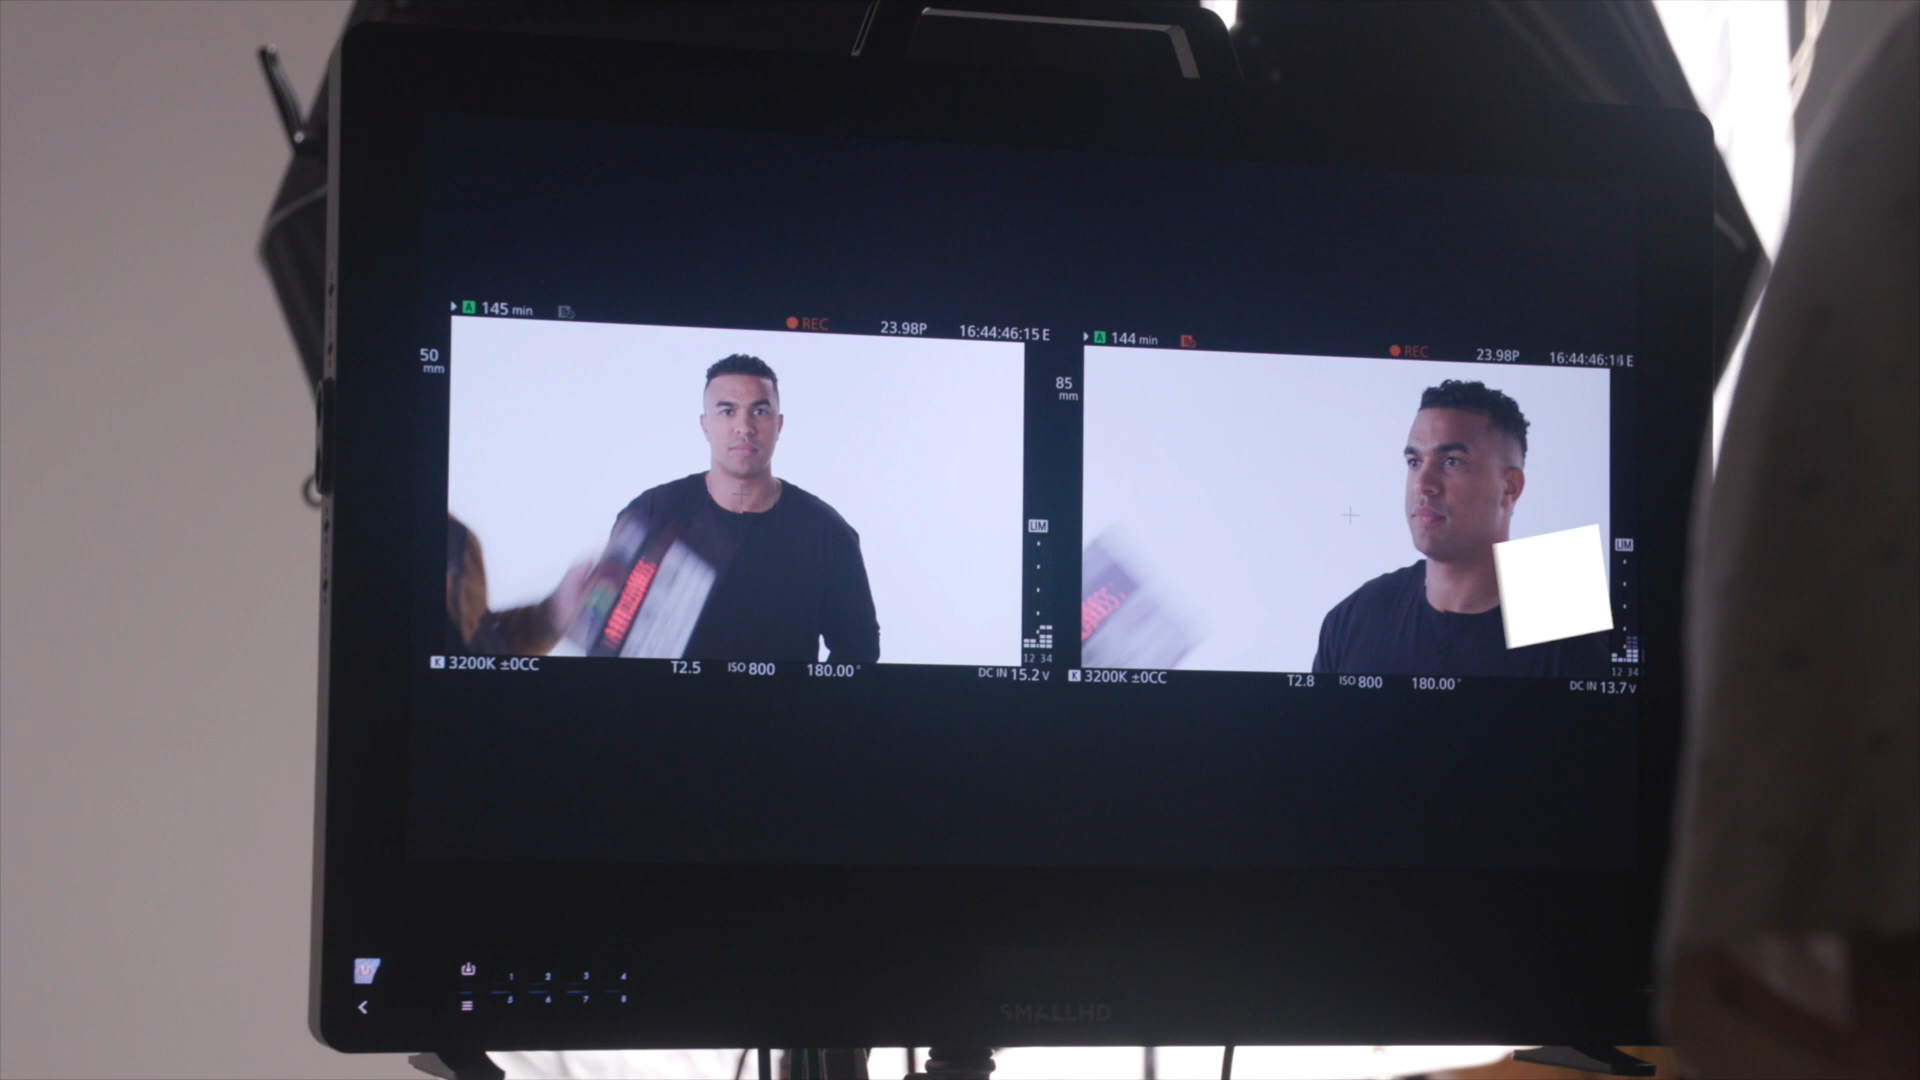 A 145 min
REC 23.98P 16:44:46:15 E
50
mm
LIM
12 34
K 3200K ±0CC T2.5 ISO 800 180.00° DC IN 15.2 V
A 144 min
REC 23.98P
85
mm
LIM
12 34
K 3200K ±0CC T2.8 ISO 800 180.00° DC IN 13.7 V
1 2 3 4
5 6 7 8
SMALLHD